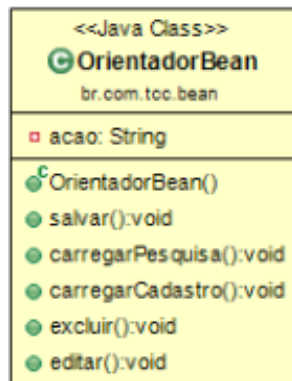 <<Java Class>>
OrientadorBean
br.com.tcc.bean
acao: String
OrientadorBean()
salvar():void
carregarPesquisa():void
carregarCadastro():void
excluir():void
editar():void